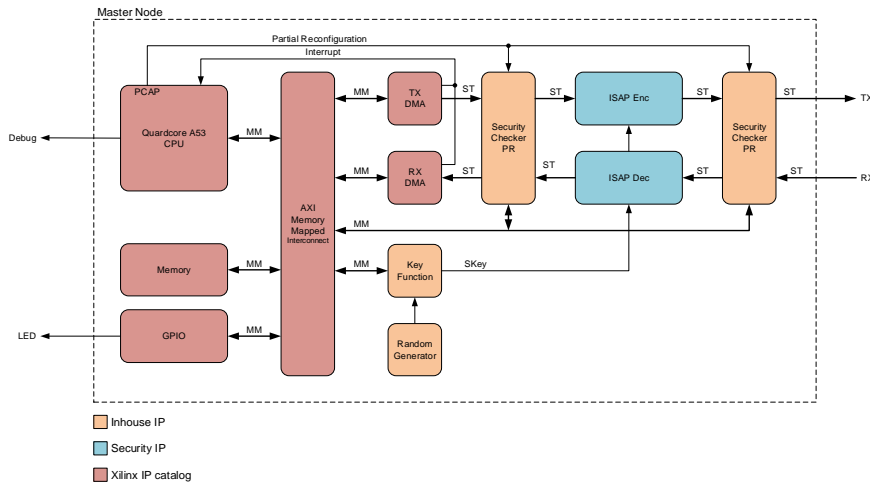 Master Node
Partial Reconfiguration
Interrupt
PCAP
Quardcore A53
CPU
Debug
MM
MM
TX
DMA
ST
Security
Checker
PR
ST
ISAP Enc
ST
Security
Checker
PR
ST
TX
MM
RX
DMA
ST
ST
ISAP Dec
ST
ST
RX
AXI
Memory
Mapped
Interconnect
MM
Memory
MM
MM
Key
Function
SKey
LED
GPIO
MM
Random
Generator
Inhouse IP
Security IP
Xilinx IP catalog